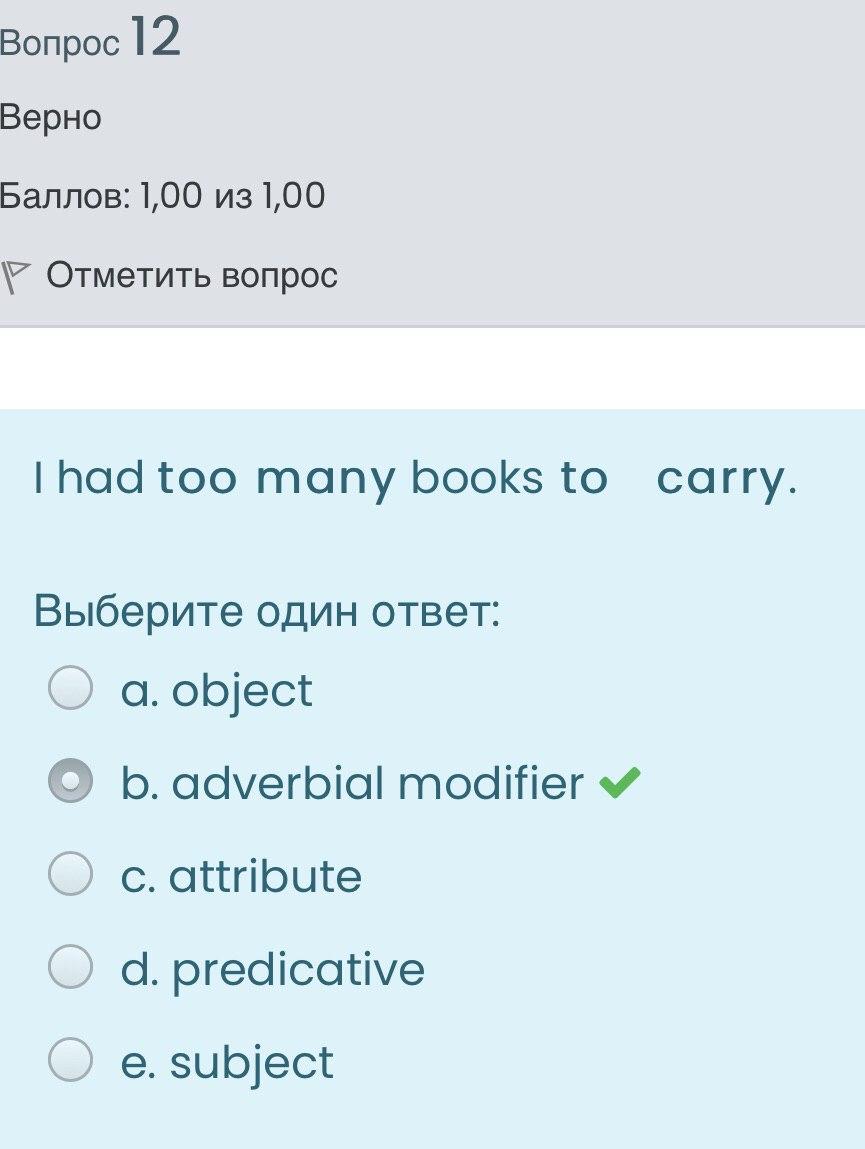 Вопрос 12
Верно
Баллов: 1,00 из 1,00
Отметить вопрос
I had too many books to carry.
Выберите один ответ:
a. object
b. adverbial modifier
c. attribute
d. predicative
e. subject